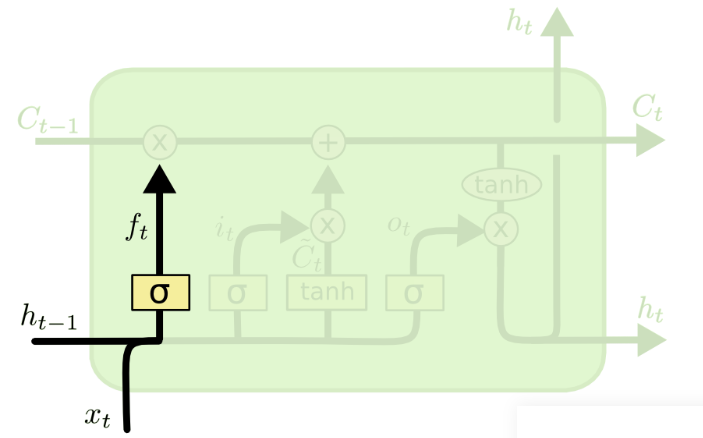 h_t
C_{t-1}
C_t
x
+
tanh
f_t
i_t
x
o_t
x
C̃_t
σ
σ
tanh
σ
h_{t-1}
h_t
x_t